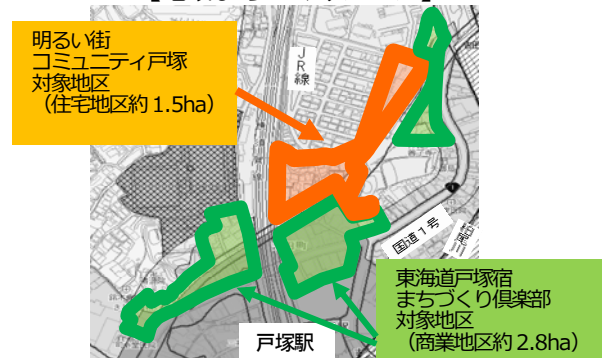 明るい街
コミュニティ戸塚
対象地区
（住宅地区約1.5ha）
JR線
国道1号
東海道戸塚宿
まちづくり倶楽部
対象地区
（商業地区約2.8ha）
戸塚駅